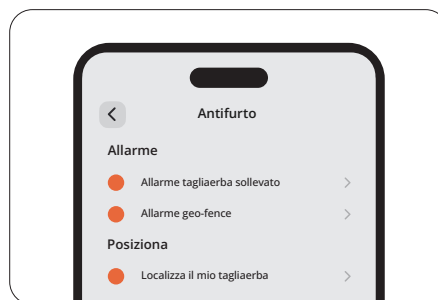 Antifurto
Allarme
Allarme tagliaerba sollevato
Allarme geo-fence
Posiziona
Localizza il mio tagliaerba